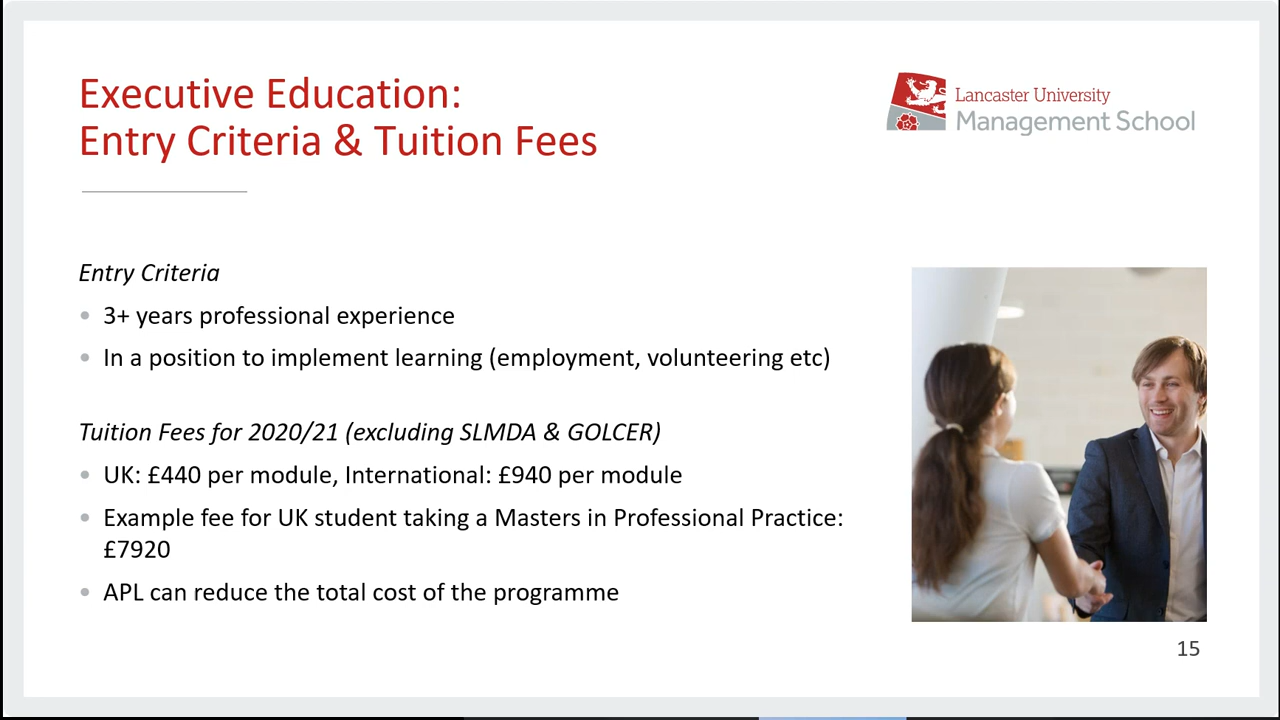 Executive Education:
Entry Criteria & Tuition Fees
Lancaster University
Management School
Entry Criteria
• 3+ years professional experience
• In a position to implement learning (employment, volunteering etc)
Tuition Fees for 2020/21 (excluding SLMDA & GOLCER)
• UK: £440 per module, International: £940 per module
• Example fee for UK student taking a Masters in Professional Practice:
£7920
• APL can reduce the total cost of the programme
15